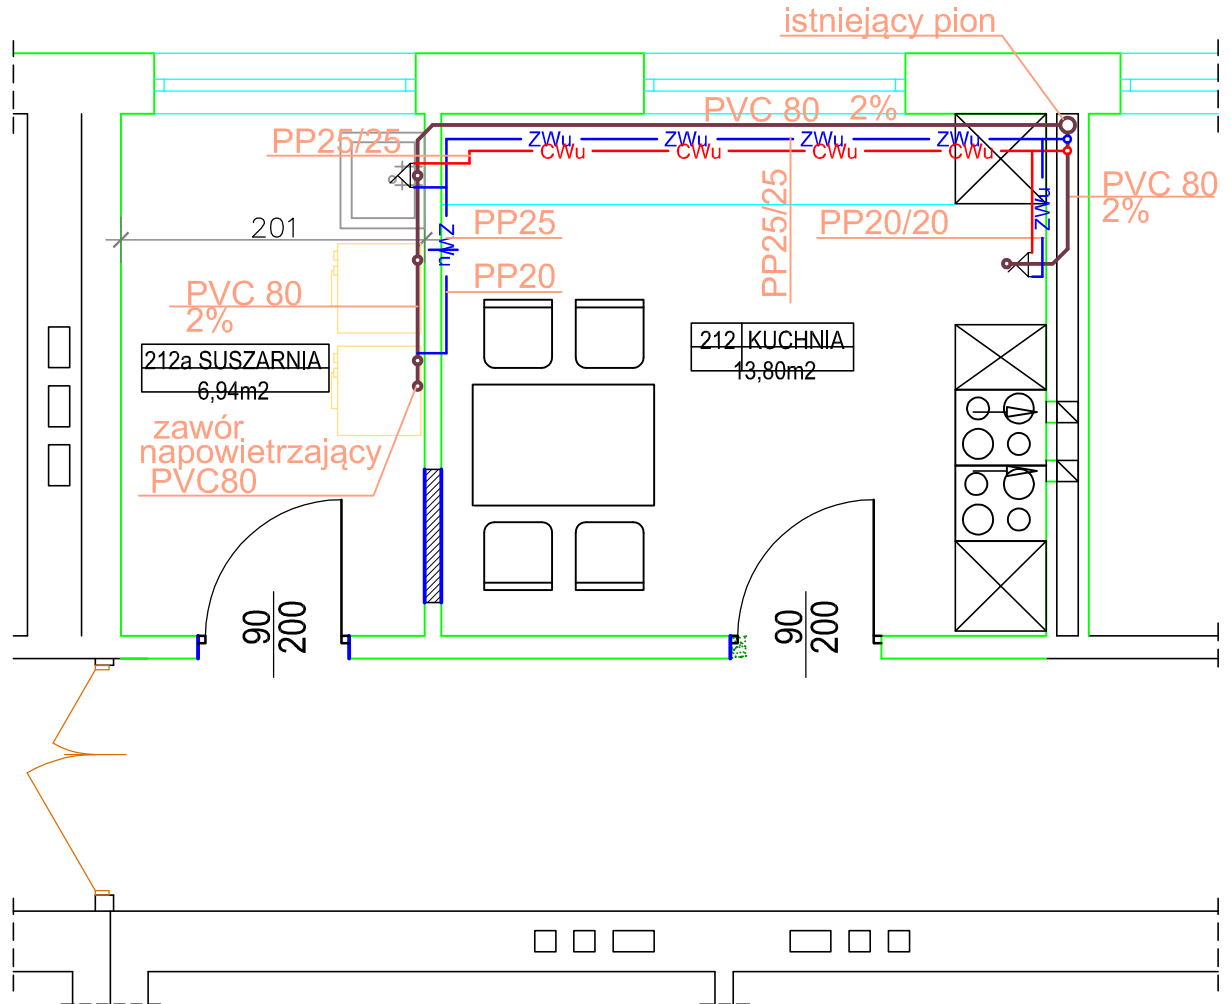 istniejący pion
PVC 80 2%
ZWu ZWu ZWu ZWu
CWu CWu CWu CWu
PP25/25
PP25/25
PVC 80
2%
ZWu
PP20/20
201
PP25
ZWu
PP20
PVC 80
2%
212 KUCHNIA
13,80m2
212a SUSZARNIA
6,94m2
zawór
napowietrzający
PVC80
90
200
90
200